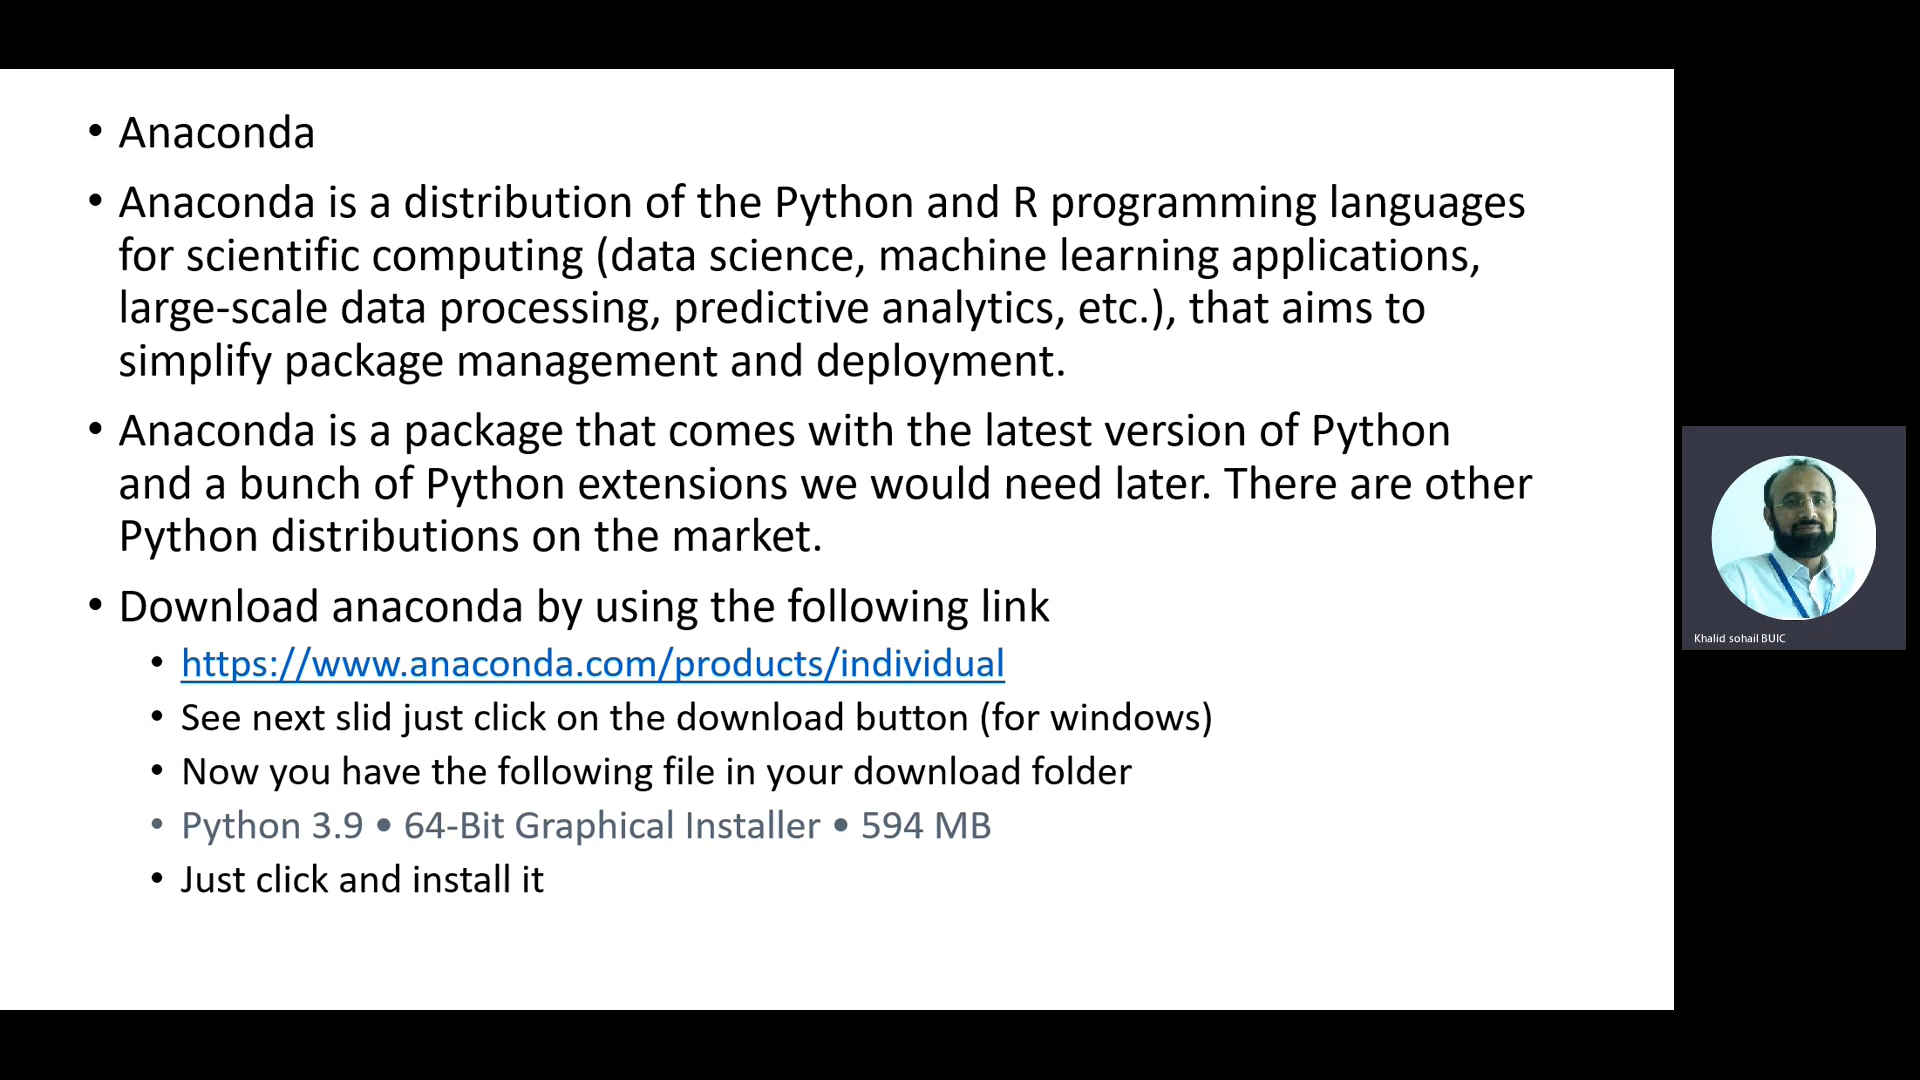 • Anaconda
• Anaconda is a distribution of the Python and R programming languages
for scientific computing (data science, machine learning applications,
large-scale data processing, predictive analytics, etc.), that aims to
simplify package management and deployment.
• Anaconda is a package that comes with the latest version of Python
and a bunch of Python extensions we would need later. There are other
Python distributions on the market.
• Download anaconda by using the following link
• https://www.anaconda.com/products/individual
• See next slid just click on the download button (for windows)
• Now you have the following file in your download folder
• Python 3.9 • 64-Bit Graphical Installer • 594 MB
• Just click and install it
Khalid sohail BUIC